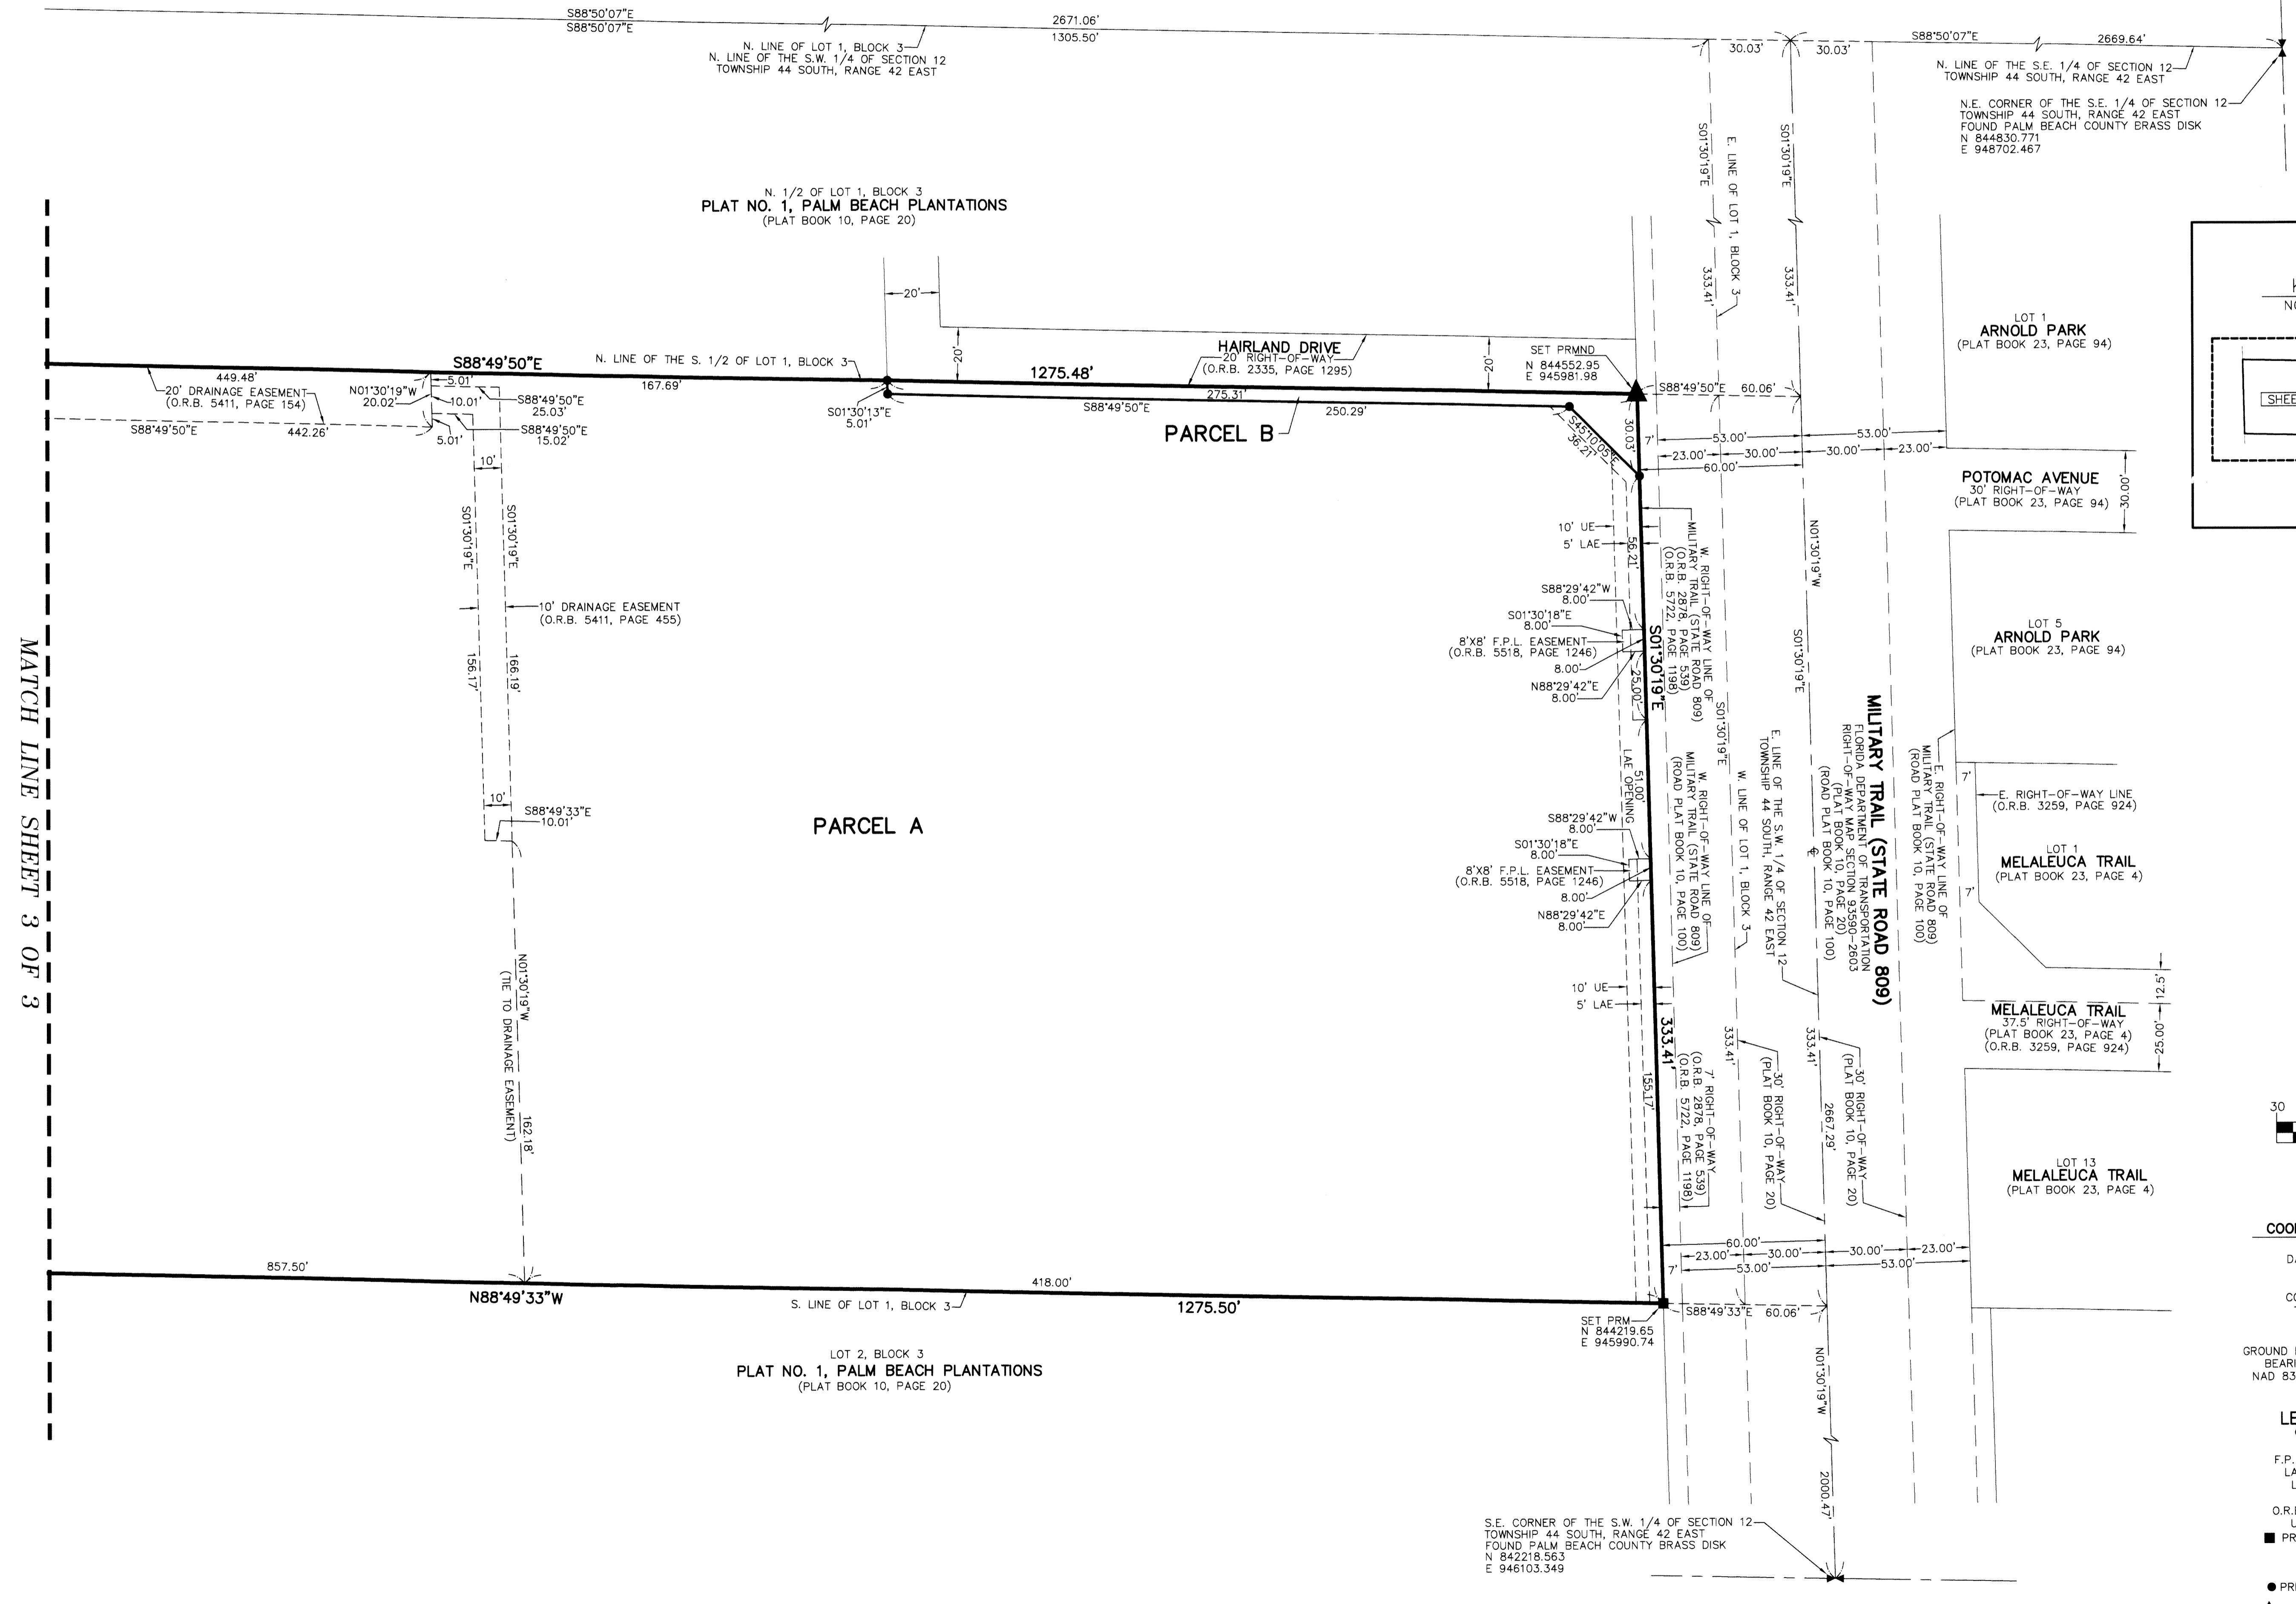 S88°50'07"E
S88°50'07"E
2671.06'
1305.50'
N. LINE OF LOT 1, BLOCK 3
N. LINE OF THE S.W. 1/4 OF SECTION 12
TOWNSHIP 44 SOUTH, RANGE 42 EAST
30.03'
30.03'
S88°50'07"E
2669.64'
N. LINE OF THE S.E. 1/4 OF SECTION 12
TOWNSHIP 44 SOUTH, RANGE 42 EAST
N.E. CORNER OF THE S.E. 1/4 OF SECTION 12
TOWNSHIP 44 SOUTH, RANGE 42 EAST
FOUND PALM BEACH COUNTY BRASS DISK
N 844830.771
E 948702.467
S01°30'19"E
E. LINE OF LOT 1, BLOCK 3
S01°30'19"E
333.41'
333.41'
N. 1/2 OF LOT 1, BLOCK 3
PLAT NO. 1, PALM BEACH PLANTATIONS
(PLAT BOOK 10, PAGE 20)
20'
20'
HAIRLAND DRIVE
20' RIGHT-OF-WAY
(O.R.B. 2335, PAGE 1295)
20'
SET PRMND
N 844552.95
E 945981.98
LOT 1
ARNOLD PARK
(PLAT BOOK 23, PAGE 94)
S88°49'50"E
N. LINE OF THE S. 1/2 OF LOT 1, BLOCK 3
1275.48'
449.48'
20' DRAINAGE EASEMENT
(O.R.B. 5411, PAGE 154)
N01°30'19"W
20.02'
5.01'
10.01'
S88°49'50"E
25.03'
167.69'
S88°49'50"E
442.26'
5.01'
S88°49'50"E
15.02'
S01°30'13"E
5.01'
S88°49'50"E
275.31'
250.29'
PARCEL B
S45°10'05"E
36.21'
30.03'
S88°49'50"E 60.06'
7'
53.00'
53.00'
23.00'
30.00'
30.00'
23.00'
60.00'
POTOMAC AVENUE
30' RIGHT-OF-WAY
(PLAT BOOK 23, PAGE 94)
30.00'
10'
S01°30'19"E
S01°30'19"E
10' DRAINAGE EASEMENT
(O.R.B. 5411, PAGE 455)
156.17'
166.19'
10'
S88°49'33"E
10.01'
N01°30'19"W
(TIE TO DRAINAGE EASEMENT)
162.18'
PARCEL A
MATCH LINE SHEET 3 OF 3
10' UE
5' LAE
56.21'
S88°29'42"W
8.00'
S01°30'18"E
8.00'
8'X8' F.P.L. EASEMENT
(O.R.B. 5518, PAGE 1246)
8.00'
N88°29'42"E
8.00'
25.00'
S01°30'19"E
W. RIGHT-OF-WAY LINE OF
MILITARY TRAIL (STATE ROAD 809)
(O.R.B. 2878, PAGE 539)
(O.R.B. 5722, PAGE 1198)
51.00'
LAE OPENING
S88°29'42"W
8.00'
S01°30'18"E
8.00'
8'X8' F.P.L. EASEMENT
(O.R.B. 5518, PAGE 1246)
8.00'
N88°29'42"E
8.00'
10' UE
5' LAE
333.41'
155.17'
W. RIGHT-OF-WAY LINE OF
MILITARY TRAIL (STATE ROAD 809)
(ROAD PLAT BOOK 10, PAGE 100)
S01°30'19"E
W. LINE OF LOT 1, BLOCK 3
333.41'
7' RIGHT-OF-WAY
(O.R.B. 2878, PAGE 539)
(O.R.B. 5722, PAGE 1198)
E. LINE OF THE S.W. 1/4 OF SECTION 12
TOWNSHIP 44 SOUTH, RANGE 42 EAST
30' RIGHT-OF-WAY
(PLAT BOOK 10, PAGE 20)
N01°30'19"W
S01°30'19"E
333.41'
2667.29'
MILITARY TRAIL (STATE ROAD 809)
FLORIDA DEPARTMENT OF TRANSPORTATION
RIGHT-OF-WAY MAP SECTION 93590-2603
(PLAT BOOK 10, PAGE 20)
(ROAD PLAT BOOK 10, PAGE 100)
30' RIGHT-OF-WAY
(PLAT BOOK 10, PAGE 20)
E. RIGHT-OF-WAY LINE OF
MILITARY TRAIL (STATE ROAD 809)
(ROAD PLAT BOOK 10, PAGE 100)
LOT 5
ARNOLD PARK
(PLAT BOOK 23, PAGE 94)
7'
E. RIGHT-OF-WAY LINE
(O.R.B. 3259, PAGE 924)
LOT 1
MELALEUCA TRAIL
(PLAT BOOK 23, PAGE 4)
7'
12.5'
MELALEUCA TRAIL
37.5' RIGHT-OF-WAY
(PLAT BOOK 23, PAGE 4)
(O.R.B. 3259, PAGE 924)
25.00'
LOT 13
MELALEUCA TRAIL
(PLAT BOOK 23, PAGE 4)
60.00'
23.00'
30.00'
30.00'
23.00'
7'
53.00'
53.00'
857.50'
N88°49'33"W
418.00'
S. LINE OF LOT 1, BLOCK 3
1275.50'
S88°49'33"E 60.06'
SET PRM
N 844219.65
E 945990.74
LOT 2, BLOCK 3
PLAT NO. 1, PALM BEACH PLANTATIONS
(PLAT BOOK 10, PAGE 20)
N01°30'19"W
2000.47'
S.E. CORNER OF THE S.W. 1/4 OF SECTION 12
TOWNSHIP 44 SOUTH, RANGE 42 EAST
FOUND PALM BEACH COUNTY BRASS DISK
N 842218.563
E 946103.349
SHEE
30
COO
GROUND
BEARI
NAD 83
LE
F.P.
LA
L
O.R.
PR
PR